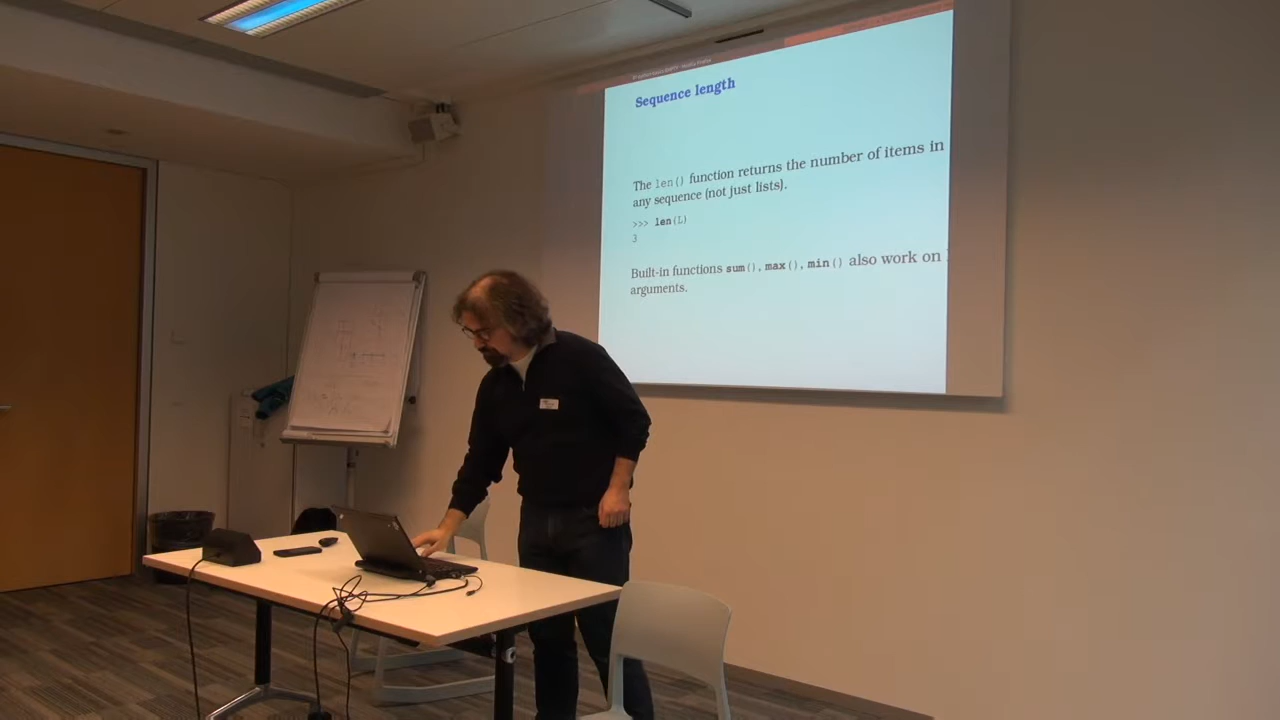 Sequence length
The len() function returns the number of items in
any sequence (not just lists).
>>> len(L)
3
Built-in functions sum(), max(), min() also work on
arguments.